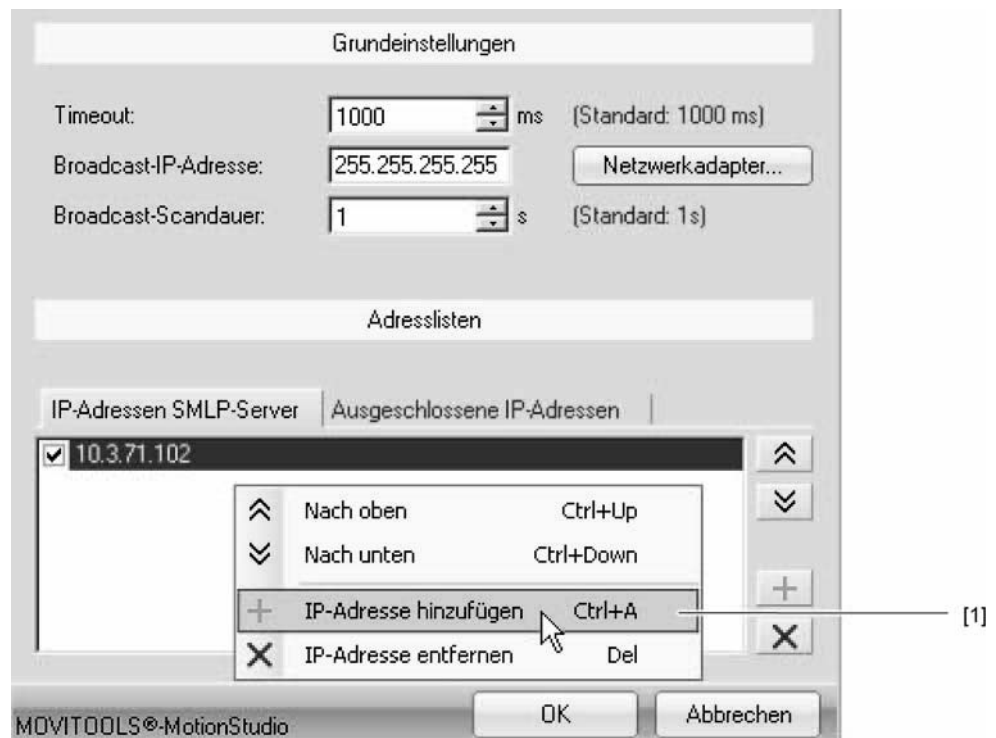 Grundeinstellungen
Timeout: 1000 ms (Standard: 1000 ms)
Broadcast-IP-Adresse: 255.255.255.255 Netzwerkadapter...
Broadcast-Scandauer: 1 s (Standard: 1s)
Adresslisten
IP-Adressen SMLP-Server Ausgeschlossene IP-Adressen
10.3.71.102
Nach oben Ctrl+Up
Nach unten Ctrl+Down
IP-Adresse hinzufügen Ctrl+A [1]
IP-Adresse entfernen Del
MOVITOOLS®-MotionStudio OK Abbrechen